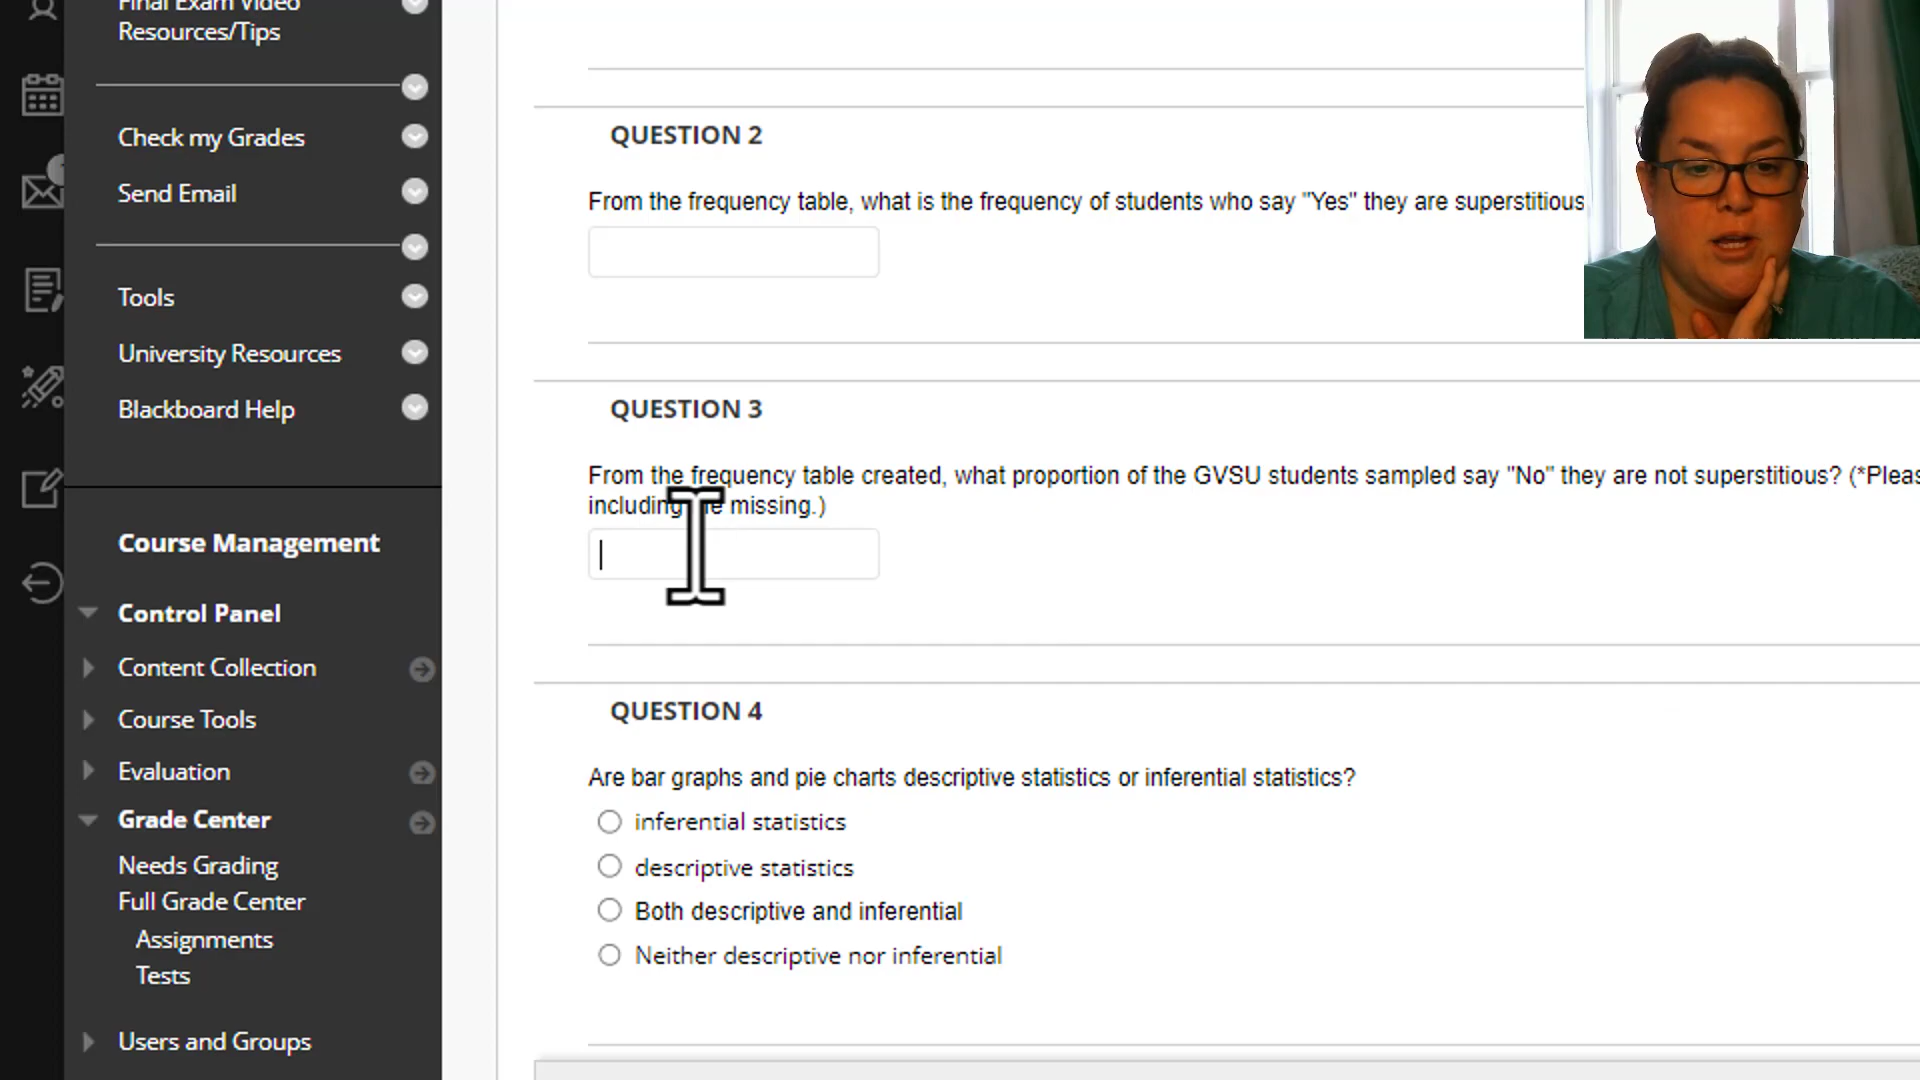 Final Exam Video
Resources/Tips
Check my Grades
Send Email
Tools
University Resources
Blackboard Help
Course Management
Control Panel
Content Collection
Course Tools
Evaluation
Grade Center
Needs Grading
Full Grade Center
Assignments
Tests
Users and Groups
QUESTION 2
From the frequency table, what is the frequency of students who say "Yes" they are superstitious
QUESTION 3
From the frequency table created, what proportion of the GVSU students sampled say "No" they are not superstitious? (*Pleas
including missing.)
QUESTION 4
Are bar graphs and pie charts descriptive statistics or inferential statistics?
inferential statistics
descriptive statistics
Both descriptive and inferential
Neither descriptive nor inferential